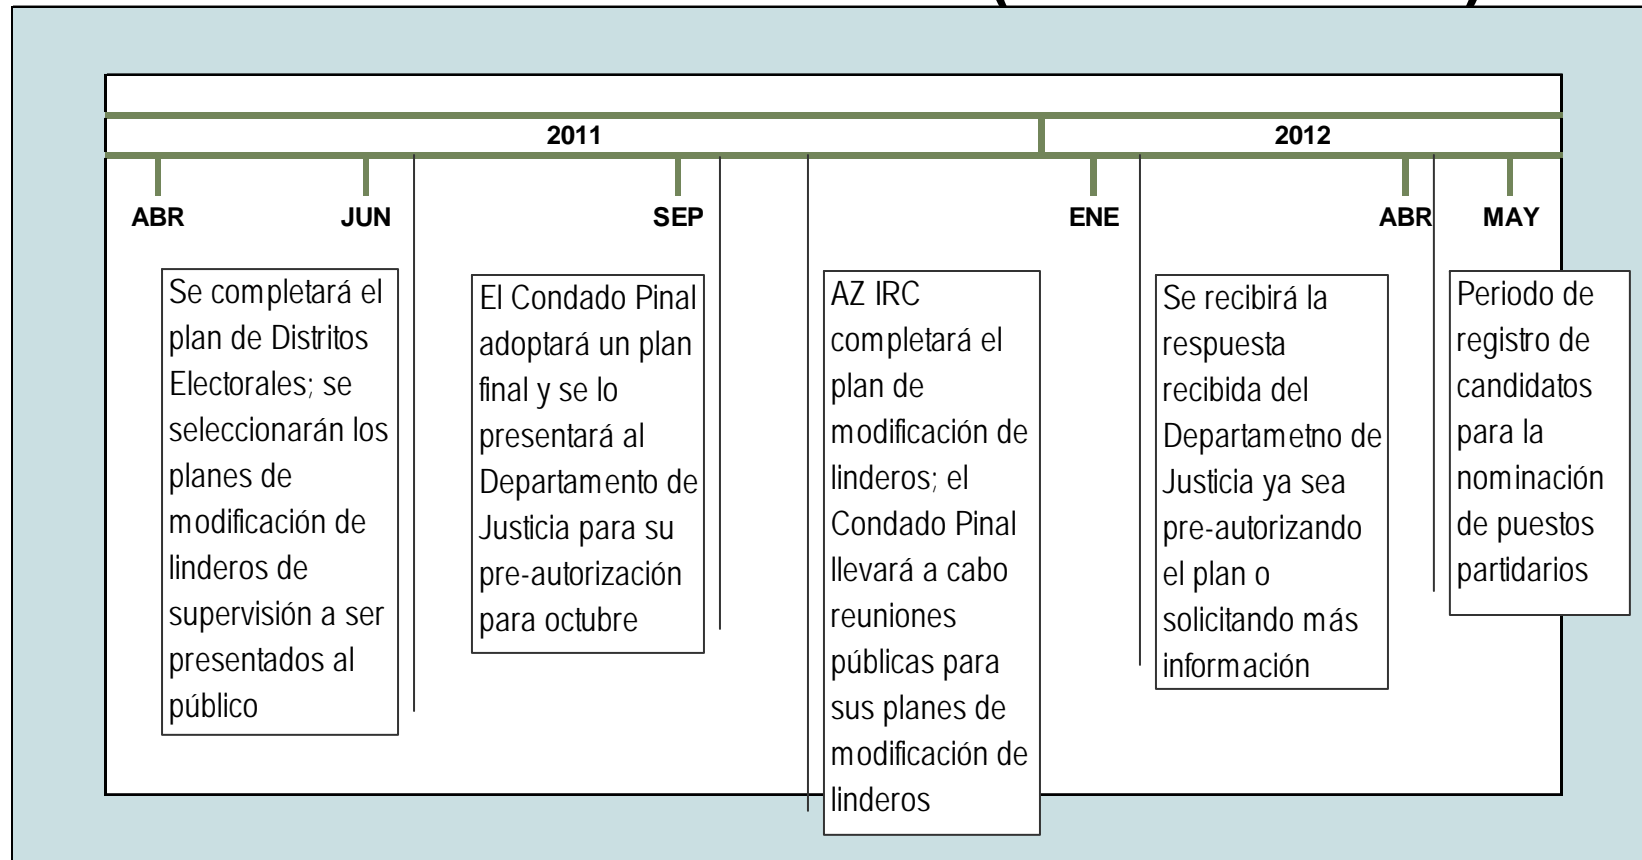 2011
2012
ABR
JUN
SEP
ENE
ABR
MAY
Se completará el
plan de Distritos
Electorales; se
seleccionarán los
planes de
modificación de
linderos de
supervisión a ser
presentados al
público
El Condado Pinal
adoptará un plan
final y se lo
presentará al
Departamento de
Justicia para su
pre-autorización
para octubre
AZ IRC
completará el
plan de
modificación de
linderos; el
Condado Pinal
llevará a cabo
reuniones
públicas para
sus planes de
modificación de
linderos
Se recibirá la
respuesta
recibida del
Departametno de
Justicia ya sea
pre-autorizando
el plan o
solicitando más
información
Periodo de
registro de
candidatos
para la
nominación
de puestos
partidarios